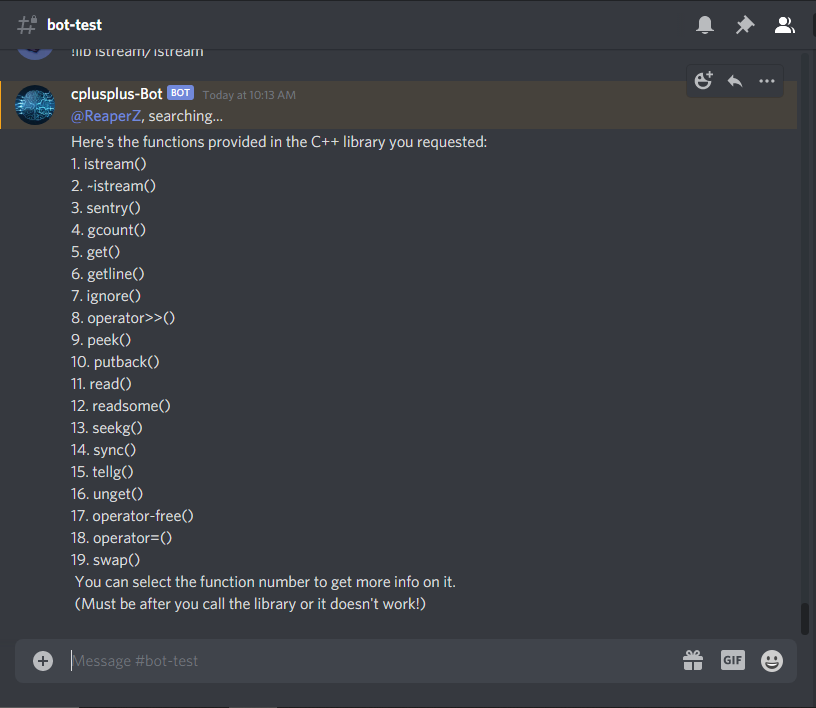 bot-test
!lib istream/istream
cplusplus-Bot BOT Today at 10:13 AM
@ReaperZ, searching...
Here's the functions provided in the C++ library you requested:
1. istream()
2. ~istream()
3. sentry()
4. gcount()
5. get()
6. getline()
7. ignore()
8. operator>>()
9. peek()
10. putback()
11. read()
12. readsome()
13. seekg()
14. sync()
15. tellg()
16. unget()
17. operator-free()
18. operator=()
19. swap()
You can select the function number to get more info on it.
(Must be after you call the library or it doesn't work!)
Message #bot-test
GIF